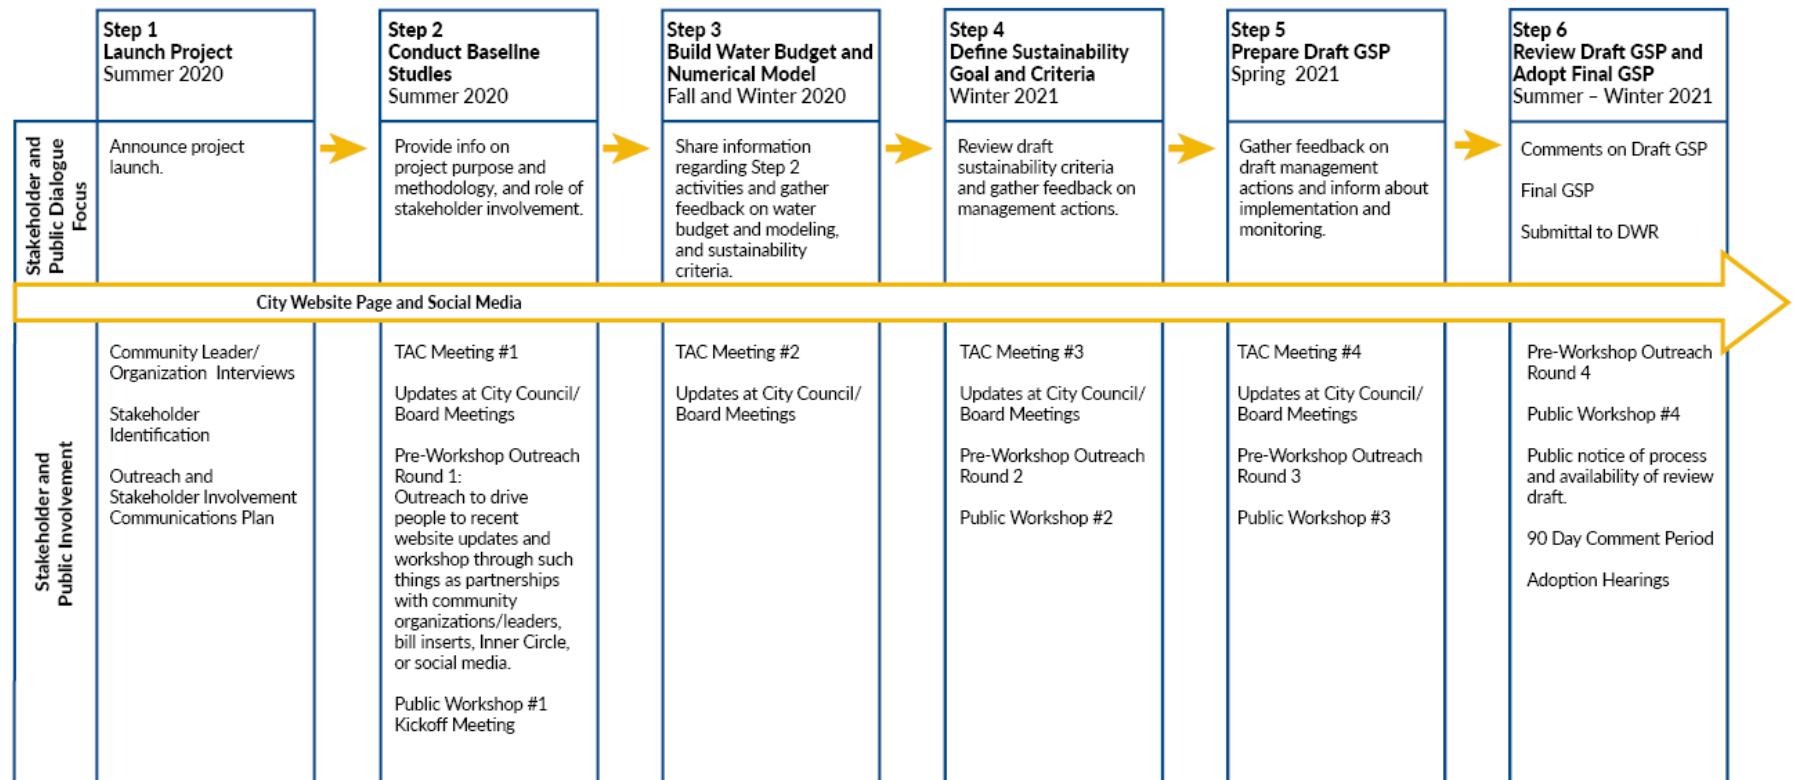 Step 1
Launch Project
Summer 2020
Step 2
Conduct Baseline
Studies
Summer 2020
Step 3
Build Water Budget and
Numerical Model
Fall and Winter 2020
Step 4
Define Sustainability
Goal and Criteria
Winter 2021
Step 5
Prepare Draft GSP
Spring 2021
Step 6
Review Draft GSP and
Adopt Final GSP
Summer – Winter 2021
Stakeholder and
Public Dialogue
Focus
Announce project
launch.
Provide info on
project purpose and
methodology, and role of
stakeholder involvement.
Share information
regarding Step 2
activities and gather
feedback on water
budget and modeling,
and sustainability
criteria.
Review draft
sustainability criteria
and gather feedback on
management actions.
Gather feedback on
draft management
actions and inform about
implementation and
monitoring.
Comments on Draft GSP
Final GSP
Submittal to DWR
City Website Page and Social Media
Stakeholder and
Public Involvement
Community Leader/
Organization Interviews
Stakeholder
Identification
Outreach and
Stakeholder Involvement
Communications Plan
TAC Meeting #1
Updates at City Council/
Board Meetings
Pre-Workshop Outreach
Round 1:
Outreach to drive
people to recent
website updates and
workshop through such
things as partnerships
with community
organizations/leaders,
bill inserts, Inner Circle,
or social media.
Public Workshop #1
Kickoff Meeting
TAC Meeting #2
Updates at City Council/
Board Meetings
TAC Meeting #3
Updates at City Council/
Board Meetings
Pre-Workshop Outreach
Round 2
Public Workshop #2
TAC Meeting #4
Updates at City Council/
Board Meetings
Pre-Workshop Outreach
Round 3
Public Workshop #3
Pre-Workshop Outreach
Round 4
Public Workshop #4
Public notice of process
and availability of review
draft.
90 Day Comment Period
Adoption Hearings